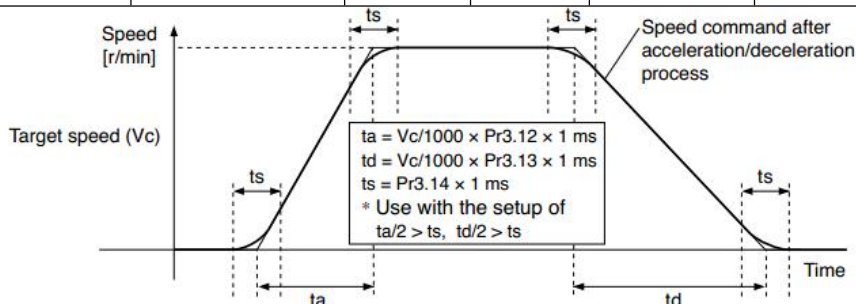 ts
ts
Speed
[r/min]
Speed command after
acceleration/deceleration
process
Target speed (Vc)
ta = Vc/1000 × Pr3.12 × 1 ms
td = Vc/1000 × Pr3.13 × 1 ms
ts = Pr3.14 × 1 ms
* Use with the setup of
ta/2 > ts, td/2 > ts
ts
ts
Time
ta
td